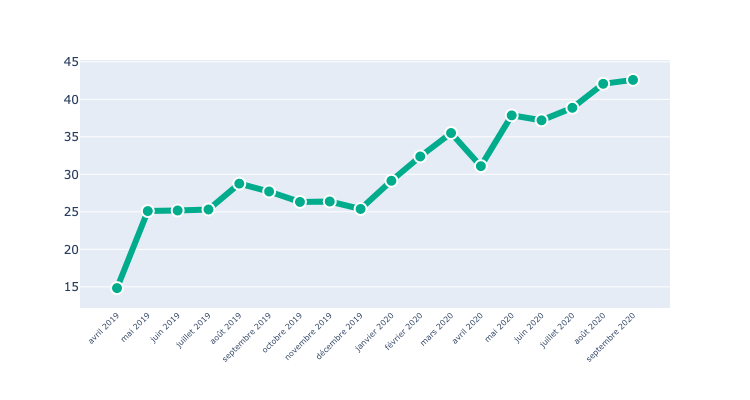 45
40
35
30
25
20
15
avril 2019
mai 2019
juin 2019
juillet 2019
août 2019
septembre 2019
octobre 2019
novembre 2019
décembre 2019
janvier 2020
février 2020
mars 2020
avril 2020
mai 2020
juin 2020
juillet 2020
août 2020
septembre 2020